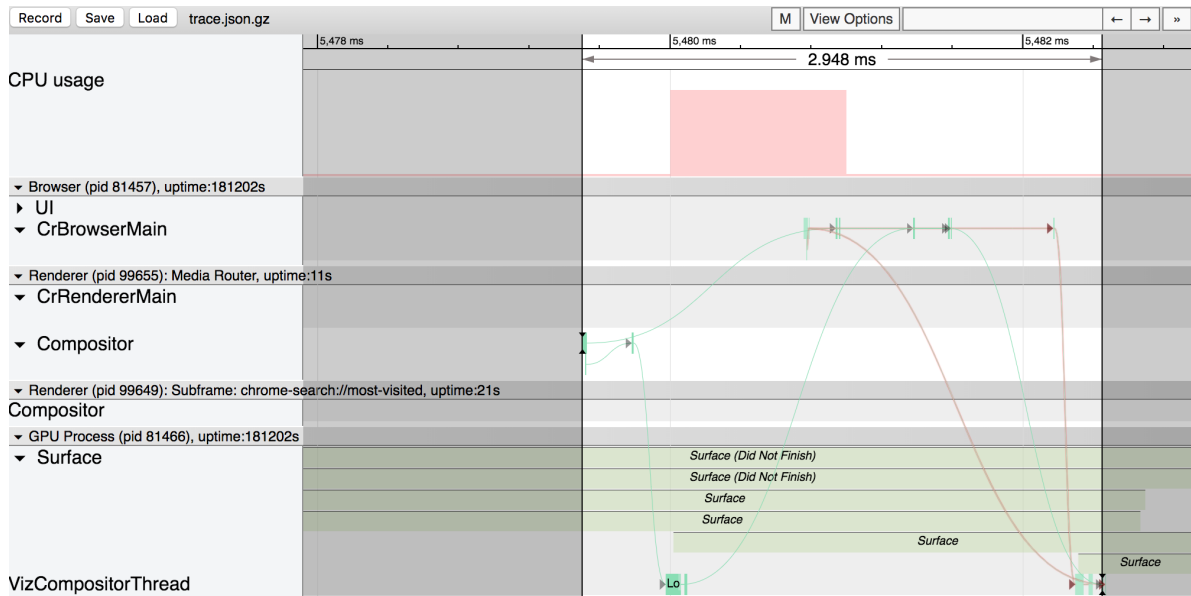 Record Save Load trace.json.gz M View Options ← → »
5,478 ms 5,480 ms 5,482 ms
2.948 ms
CPU usage
Browser (pid 81457), uptime:181202s
UI
CrBrowserMain
Renderer (pid 99655): Media Router, uptime:11s
CrRendererMain
Compositor
Renderer (pid 99649): Subframe: chrome-search://most-visited, uptime:21s
Compositor
GPU Process (pid 81466), uptime:181202s
Surface Surface (Did Not Finish)
Surface (Did Not Finish)
Surface
Surface
Surface
Surface
VizCompositorThread Lo